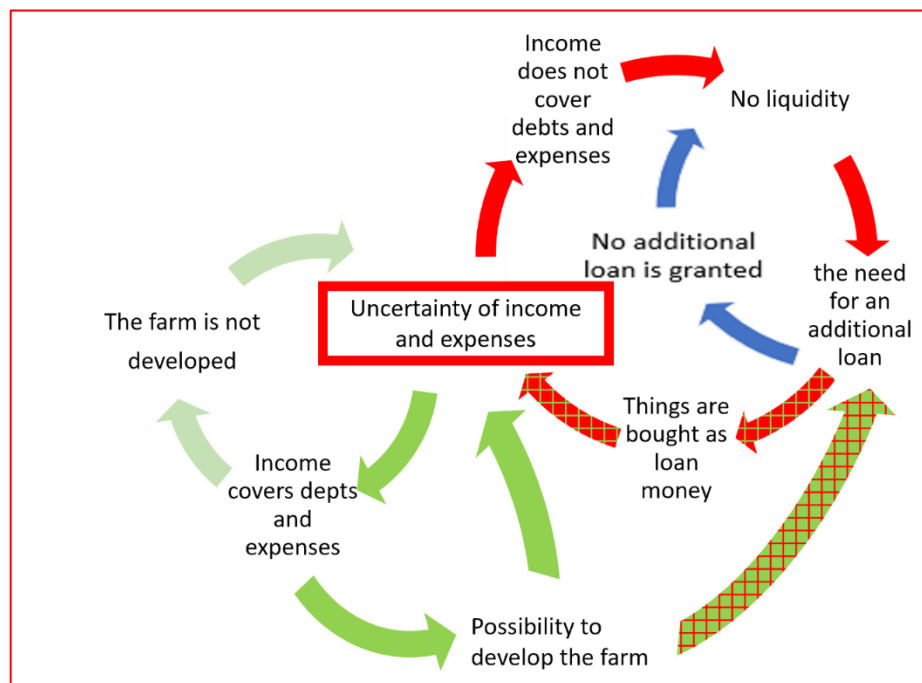 Income
does not
cover
debts and
expenses
No liquidity
No additional
loan is granted
the need
for an
additional
loan
The farm is not
developed
Uncertainty of income
and expenses
Things are
bought as
loan
money
Income
covers depts
and
expenses
Possibility to
develop the farm